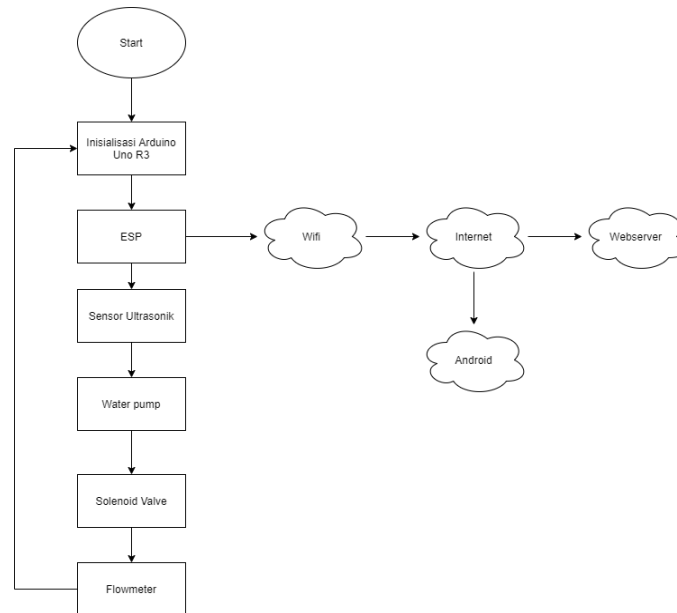 Start
Inisialisasi Arduino
Uno R3
ESP
Wifi
Internet
Webserver
Sensor Ultrasonik
Android
Water pump
Solenoid Valve
Flowmeter